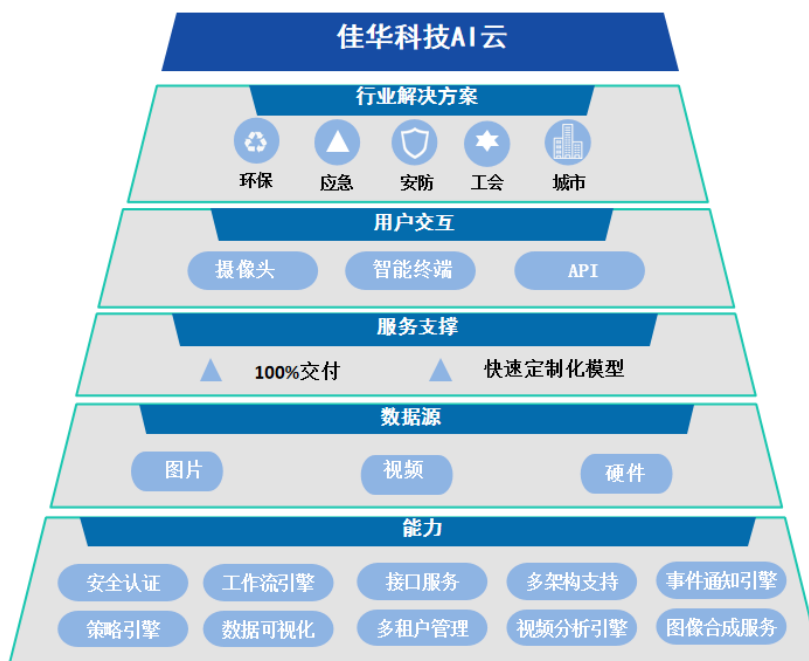 佳华科技AI云
行业解决方案
环保 应急 安防 工会 城市
用户交互
摄像头 智能终端 API
服务支撑
100%交付 快速定制化模型
数据源
图片 视频 硬件
能力
安全认证 工作流引擎 接口服务 多架构支持 事件通知引擎
策略引擎 数据可视化 多租户管理 视频分析引擎 图像合成服务